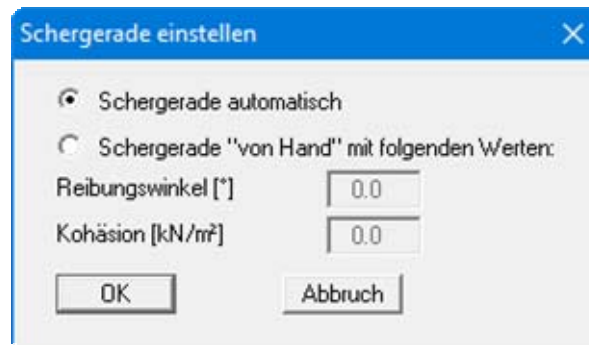 Schergerade einstellen
Schergerade automatisch
Schergerade "von Hand" mit folgenden Werten:
Reibungswinkel [°] 0.0
Kohäsion [kN/m²] 0.0
OK Abbruch